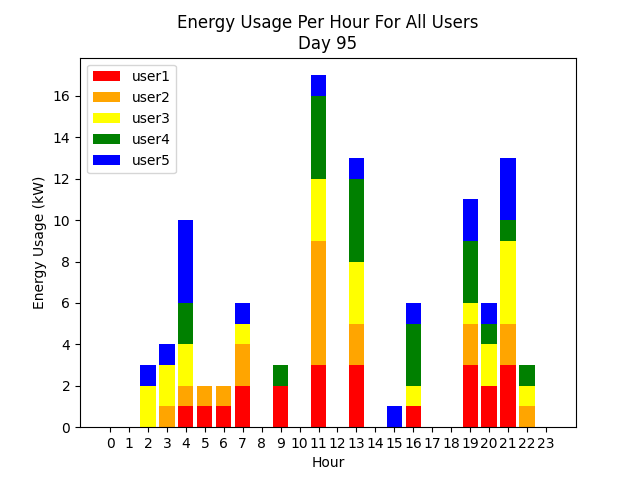 Energy Usage Per Hour For All Users
Day 95
user1
user2
user3
user4
user5
Energy Usage (kW)
16
14
12
10
8
6
4
2
0
0 1 2 3 4 5 6 7 8 9 10 11 12 13 14 15 16 17 18 19 20 21 22 23
Hour